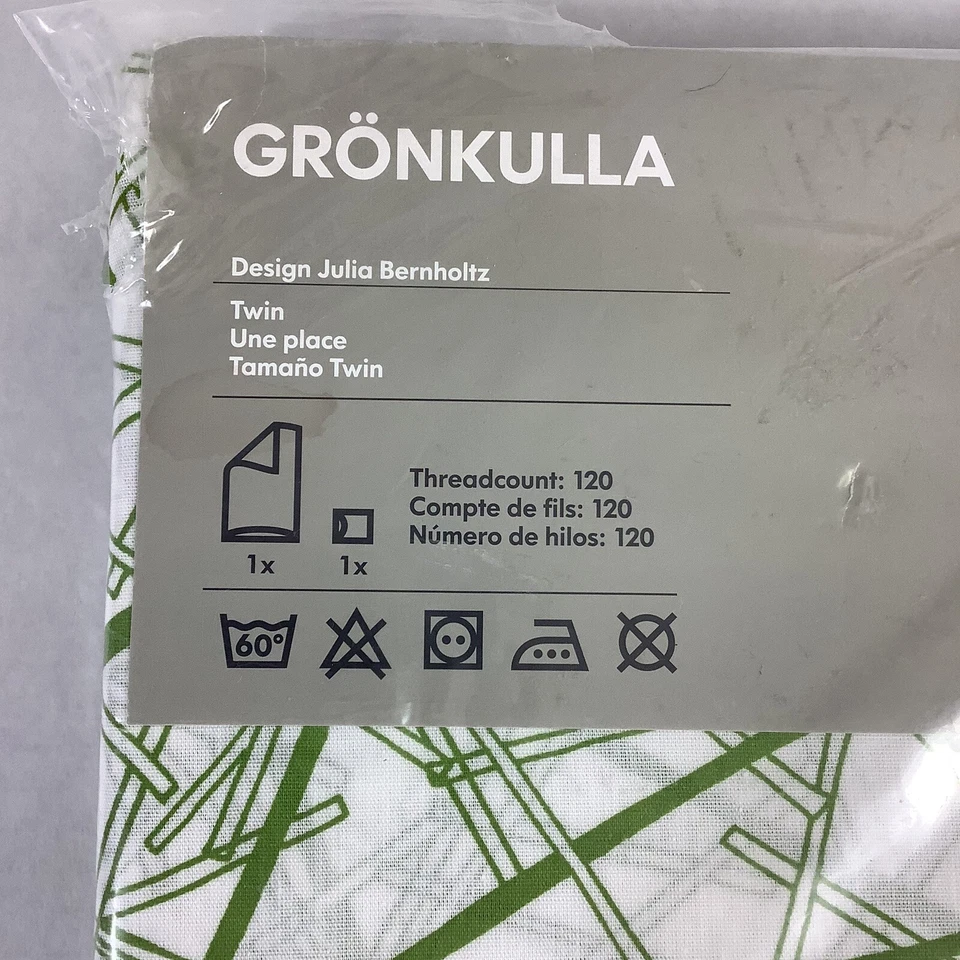 GRÖNKULLA
Design Julia Bernholtz
Twin
Une place
Tamaño Twin
Threadcount: 120
Compte de fils: 120
Número de hilos: 120
1x 1x
60°